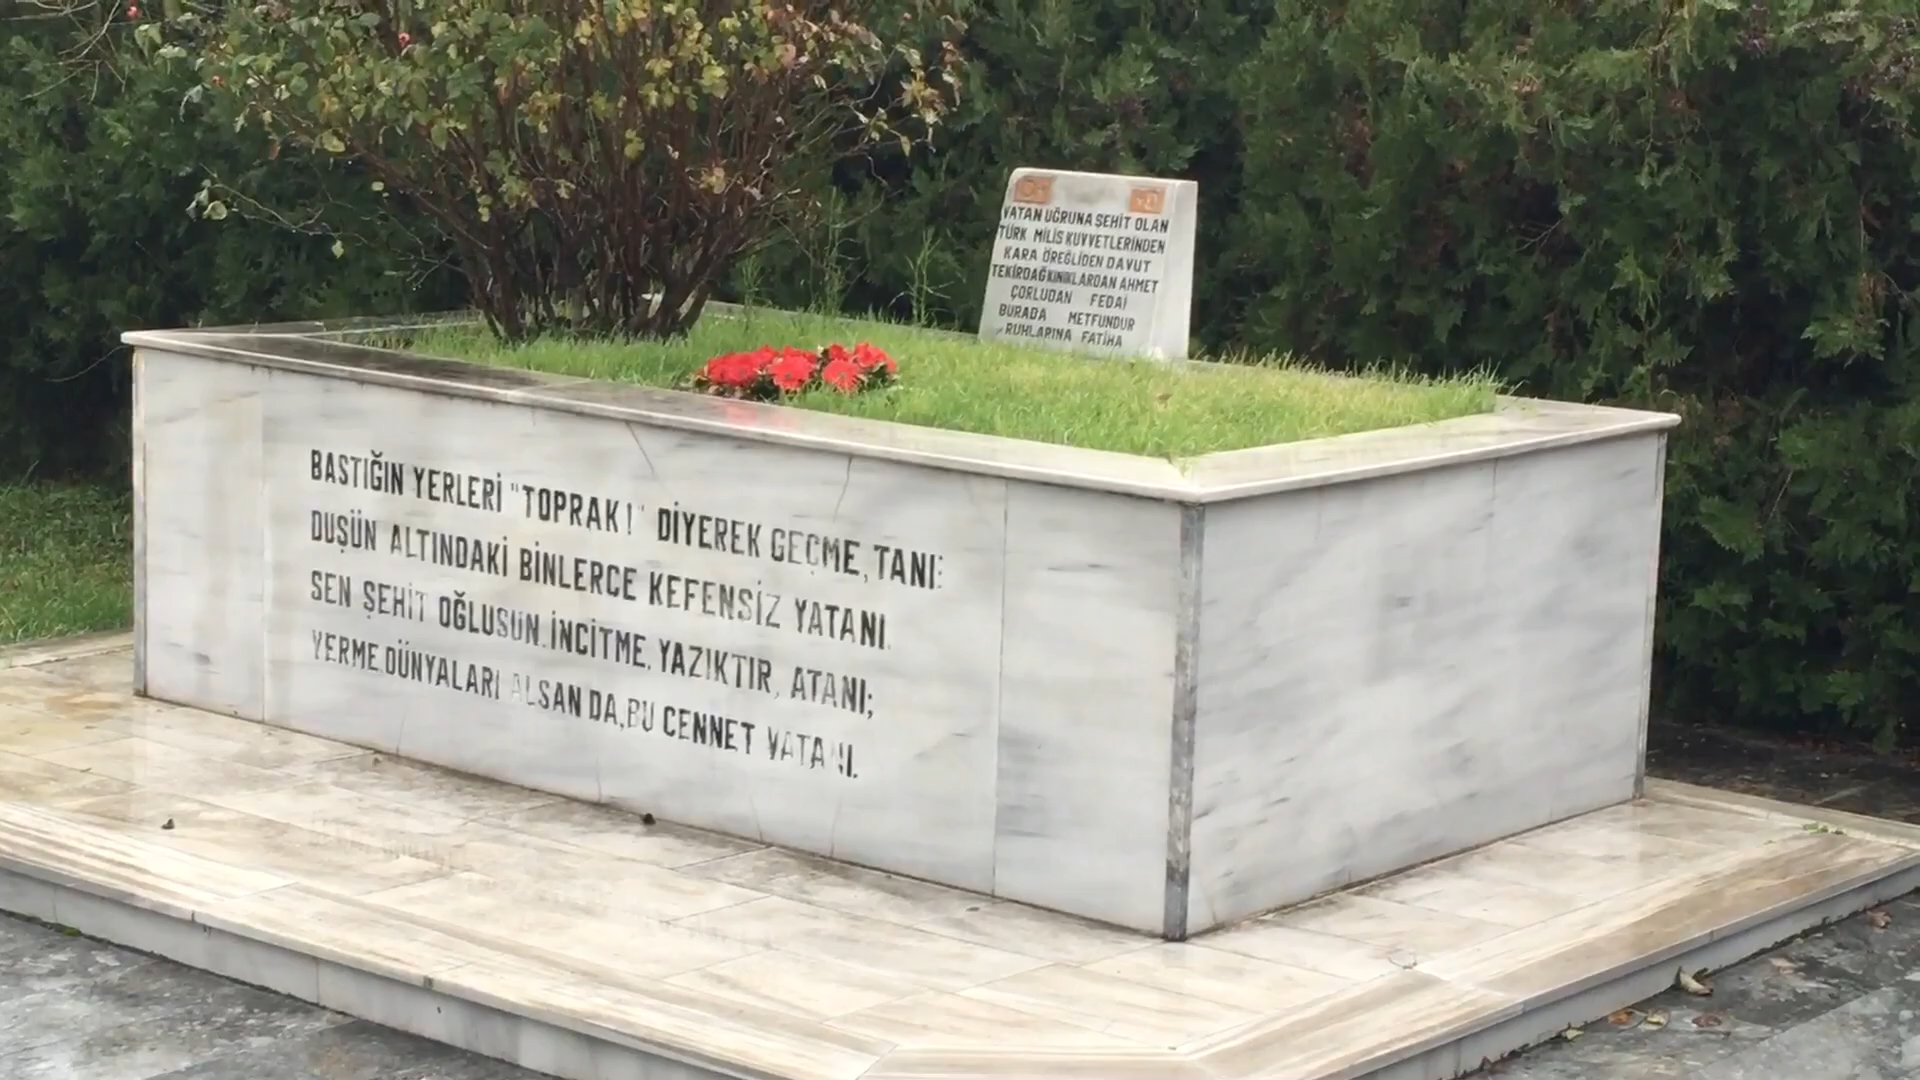 VATAN UĞRUNA ŞEHİT OLAN
TÜRK MİLİS KUVVETLERİNDEN
KARA ÖREĞLİDEN DAVUT
TEKİRDAĞ KINIKLARDAN AHMET
ÇORLUDAN FEDAİ
BURADA METFUNDUR
RUHLARINA FATİHA
BASTIĞIN YERLERİ "TOPRAK!" DİYEREK GEÇME, TANI:
DUŞÜN ALTINDAKİ BİNLERCE KEFENSİZ YATANI.
SEN ŞEHİT OĞLUSUN. İNCİTME, YAZIKTIR, ATANI;
VERME, DÜNYALARI ALSAN DA, BU CENNET VATANI.